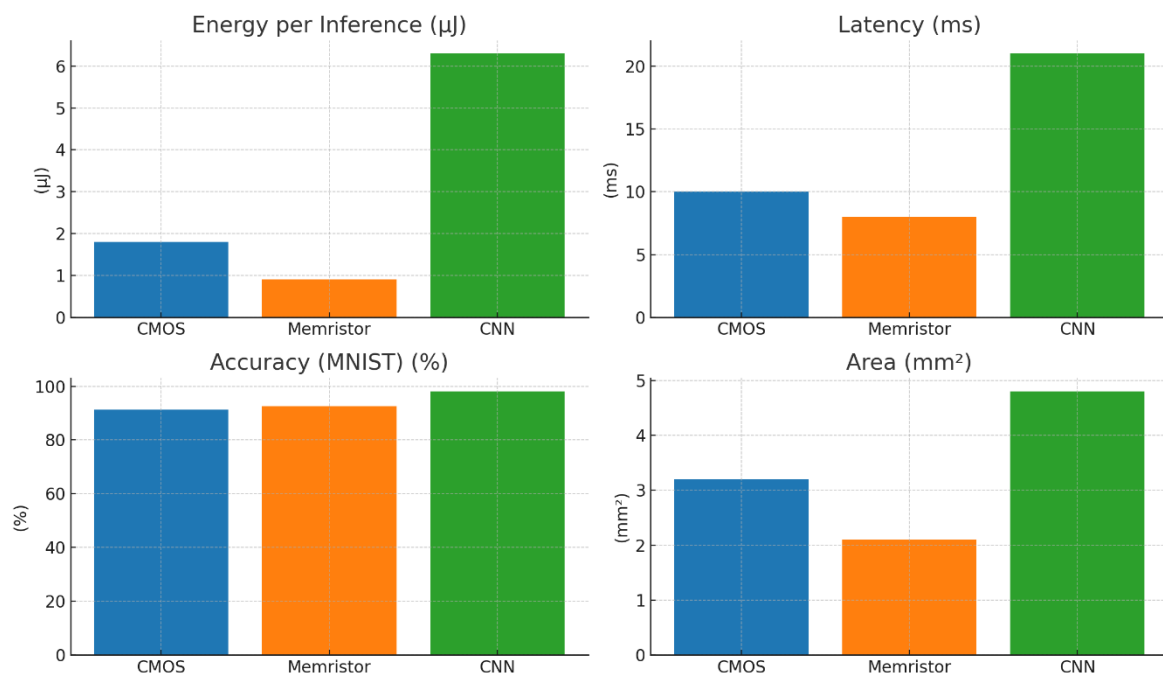 Energy per Inference (µJ)
6
5
4
3
2
1
0
(µJ)
CMOS Memristor CNN
Latency (ms)
20
15
10
5
0
(ms)
CMOS Memristor CNN
Accuracy (MNIST) (%)
100
80
60
40
20
0
(%)
CMOS Memristor CNN
Area (mm²)
5
4
3
2
1
0
(mm²)
CMOS Memristor CNN